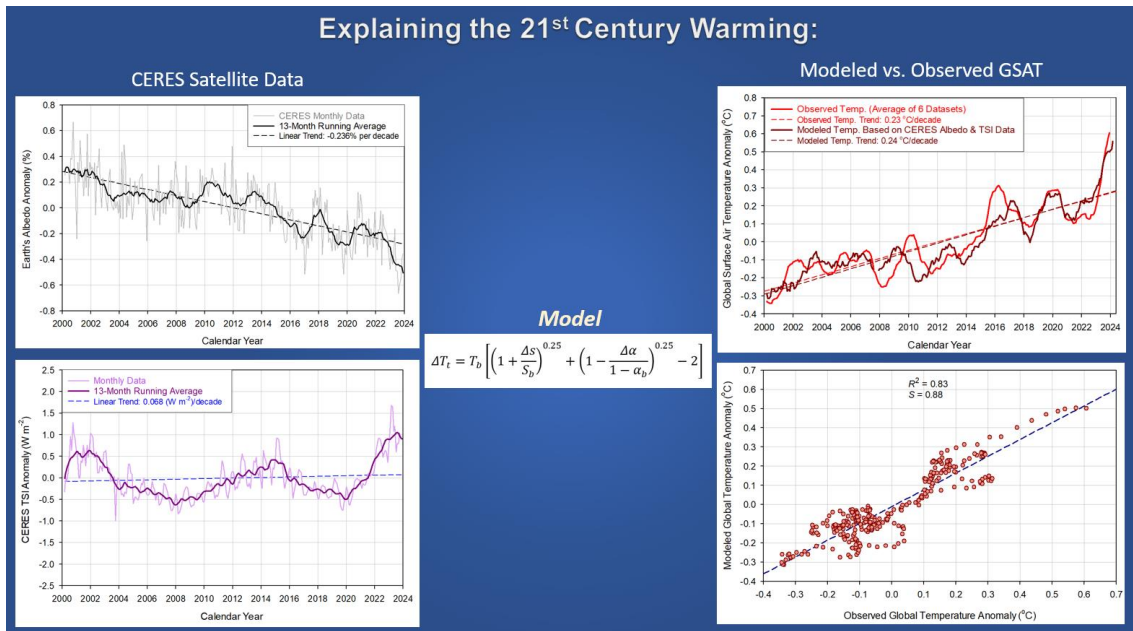 Explaining the 21st Century Warming:
CERES Satellite Data
CERES Monthly Data
13-Month Running Average
Linear Trend: -0.236% per decade
Earth's Albedo Anomaly (%)
0.8
0.6
0.4
0.2
0.0
-0.2
-0.4
-0.6
-0.8
2000 2002 2004 2006 2008 2010 2012 2014 2016 2018 2020 2022 2024
Calendar Year
Monthly Data
13-Month Running Average
Linear Trend: 0.068 (W m-2)/decade
CERES TSI Anomaly (W m-2)
2.5
2.0
1.5
1.0
0.5
0.0
-0.5
-1.0
-1.5
-2.0
-2.5
2000 2002 2004 2006 2008 2010 2012 2014 2016 2018 2020 2022 2024
Calendar Year
Model
ΔTt = Tb [(1 + Δs/Sb)^0.25 + (1 − Δα/(1 − αb))^0.25 − 2]
Modeled vs. Observed GSAT
Observed Temp. (Average of 6 Datasets)
Observed Temp. Trend: 0.23 °C/decade
Modeled Temp. Based on CERES Albedo & TSI Data
Modeled Temp. Trend: 0.24 °C/decade
Global Surface Air Temperature Anomaly (°C)
0.8
0.7
0.6
0.5
0.4
0.3
0.2
0.1
0.0
-0.1
-0.2
-0.3
-0.4
2000 2002 2004 2006 2008 2010 2012 2014 2016 2018 2020 2022 2024
Calendar Year
R2 = 0.83
S = 0.88
Modeled Global Temperature Anomaly (°C)
0.7
0.6
0.5
0.4
0.3
0.2
0.1
0.0
-0.1
-0.2
-0.3
-0.4
-0.4 -0.3 -0.2 -0.1 0.0 0.1 0.2 0.3 0.4 0.5 0.6 0.7
Observed Global Temperature Anomaly (°C)